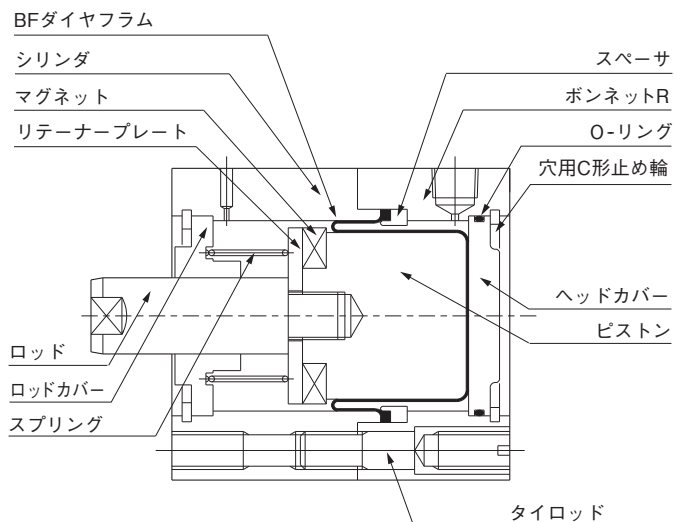 BFダイヤフラム
シリンダ
マグネット
リテーナープレート
スペーサ
ボンネットR
O-リング
穴用C形止め輪
ヘッドカバー
ピストン
ロッド
ロッドカバー
スプリング
タイロッド